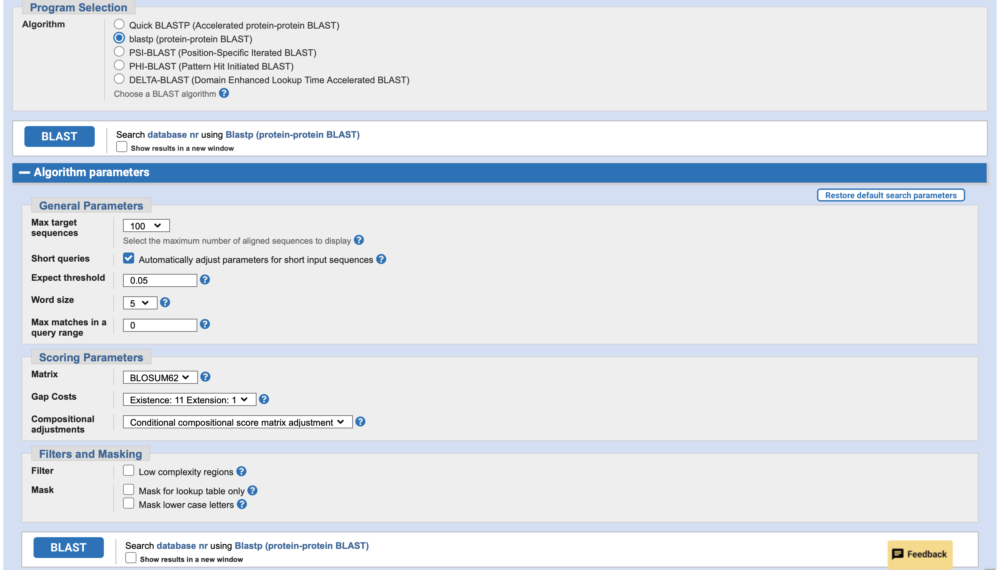 Program Selection
Algorithm
Quick BLASTP (Accelerated protein-protein BLAST)
blastp (protein-protein BLAST)
PSI-BLAST (Position-Specific Iterated BLAST)
PHI-BLAST (Pattern Hit Initiated BLAST)
DELTA-BLAST (Domain Enhanced Lookup Time Accelerated BLAST)
Choose a BLAST algorithm ?
BLAST
Search database nr using Blastp (protein-protein BLAST)
Show results in a new window
Algorithm parameters
Restore default search parameters
General Parameters
Max target
sequences
100
Select the maximum number of aligned sequences to display ?
Short queries
Automatically adjust parameters for short input sequences ?
Expect threshold
0.05 ?
Word size
5 ?
Max matches in a
query range
0 ?
Scoring Parameters
Matrix
BLOSUM62 ?
Gap Costs
Existence: 11 Extension: 1 ?
Compositional
adjustments
Conditional compositional score matrix adjustment ?
Filters and Masking
Filter
Low complexity regions ?
Mask
Mask for lookup table only ?
Mask lower case letters ?
BLAST
Search database nr using Blastp (protein-protein BLAST)
Show results in a new window
Feedback